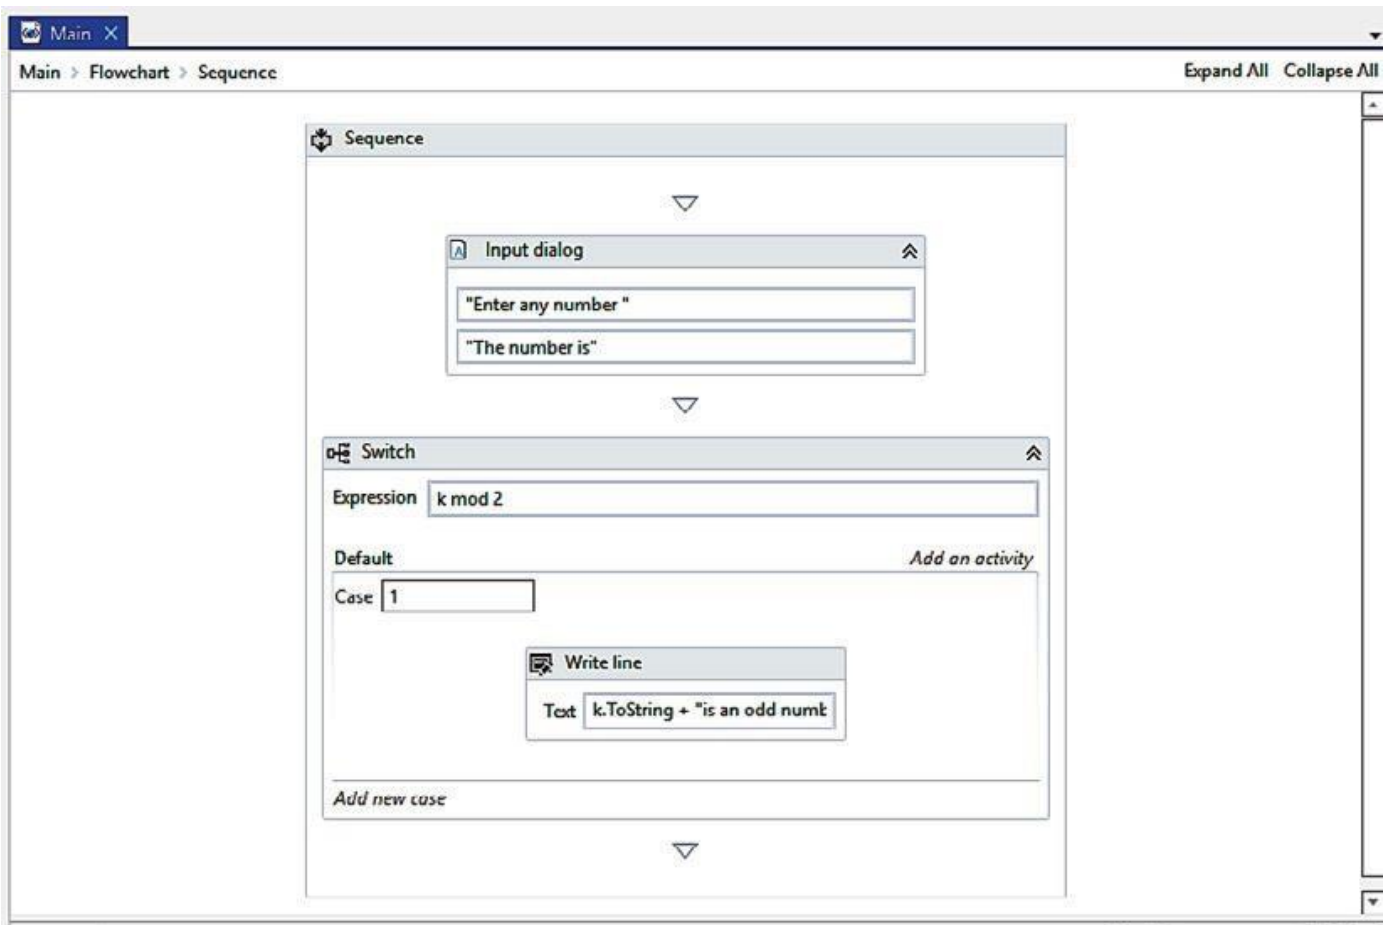 Main
Main > Flowchart > Sequence
Expand All Collapse All
Sequence
Input dialog
"Enter any number "
"The number is"
Switch
Expression k mod 2
Default Add an activity
Case 1
Write line
Text k.ToString + "is an odd numb
Add new case